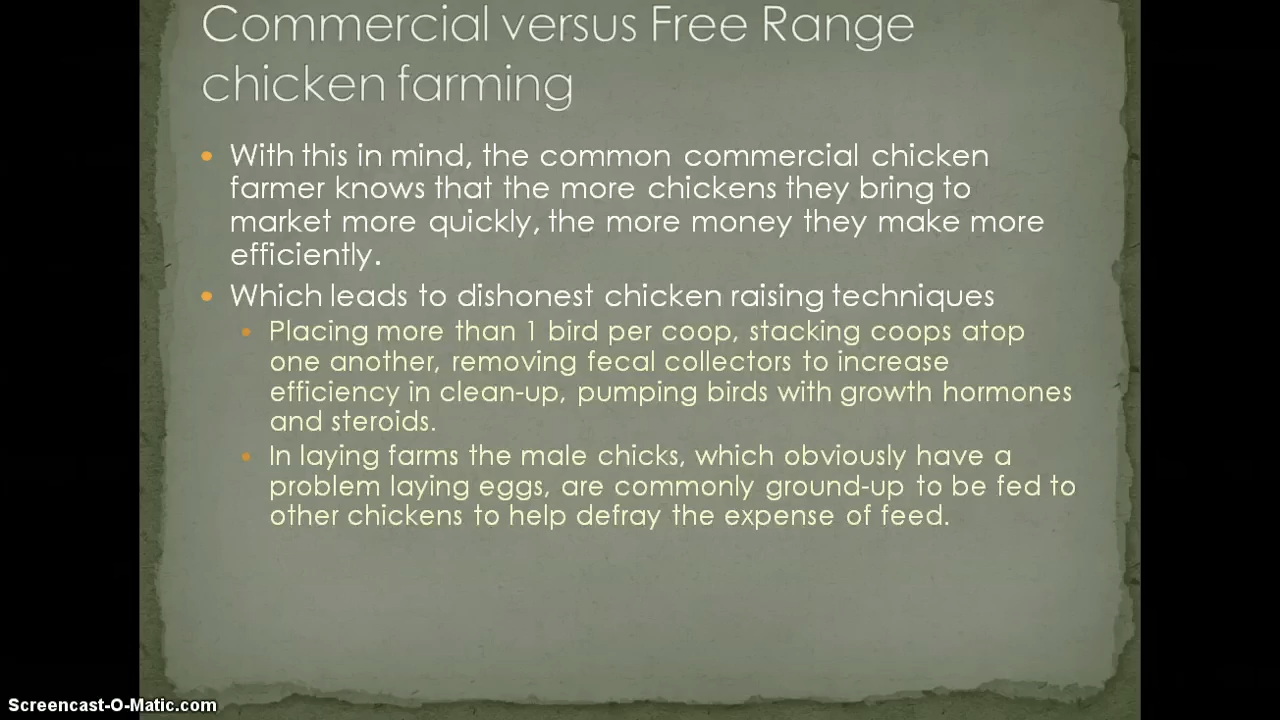 Commercial versus Free Range
chicken farming
• With this in mind, the common commercial chicken
farmer knows that the more chickens they bring to
market more quickly, the more money they make more
efficiently.
• Which leads to dishonest chicken raising techniques
• Placing more than 1 bird per coop, stacking coops atop
one another, removing fecal collectors to increase
efficiency in clean-up, pumping birds with growth hormones
and steroids.
• In laying farms the male chicks, which obviously have a
problem laying eggs, are commonly ground-up to be fed to
other chickens to help defray the expense of feed.
Screencast-O-Matic.com